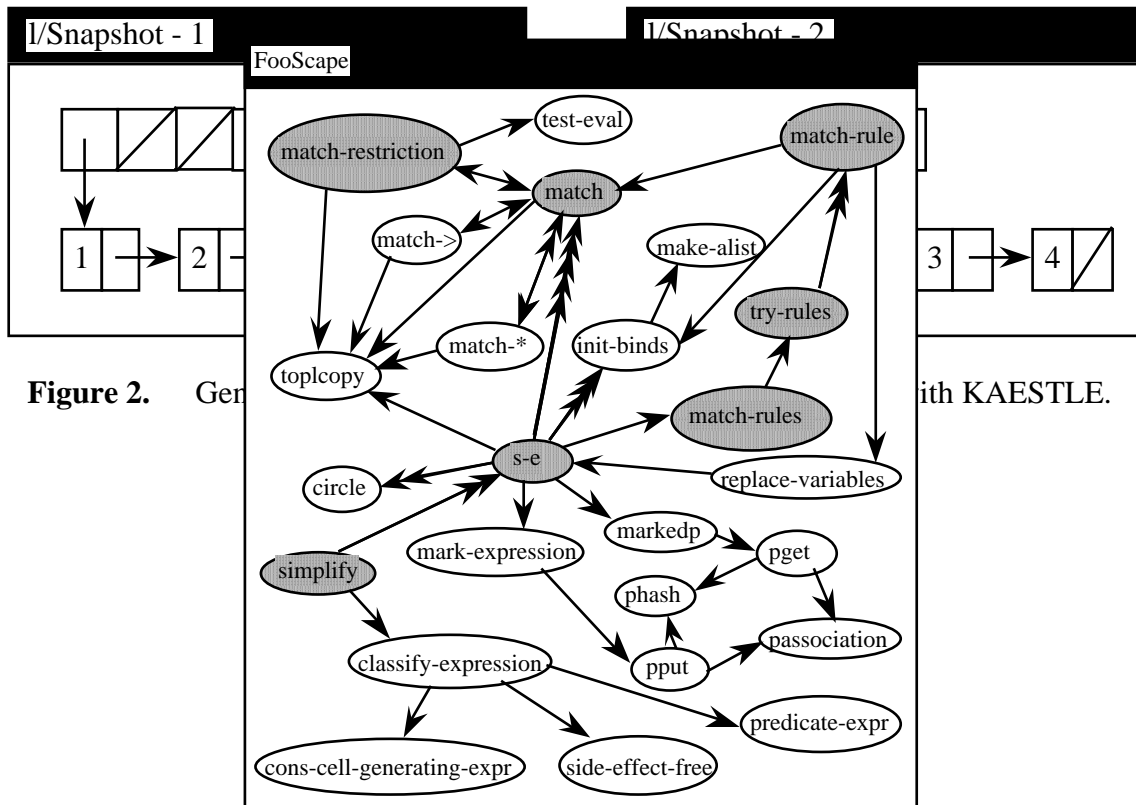 l/Snapshot - 1
l/Snapshot - 2
FooScape
test-eval
match-restriction
match-rule
match
match->
make-alist
1
2
3
4
try-rules
match-*
init-binds
toplcopy
Figure 2.
with KAESTLE.
match-rules
s-e
circle
replace-variables
markedp
mark-expression
pget
simplify
phash
passociation
classify-expression
pput
predicate-expr
cons-cell-generating-expr
side-effect-free